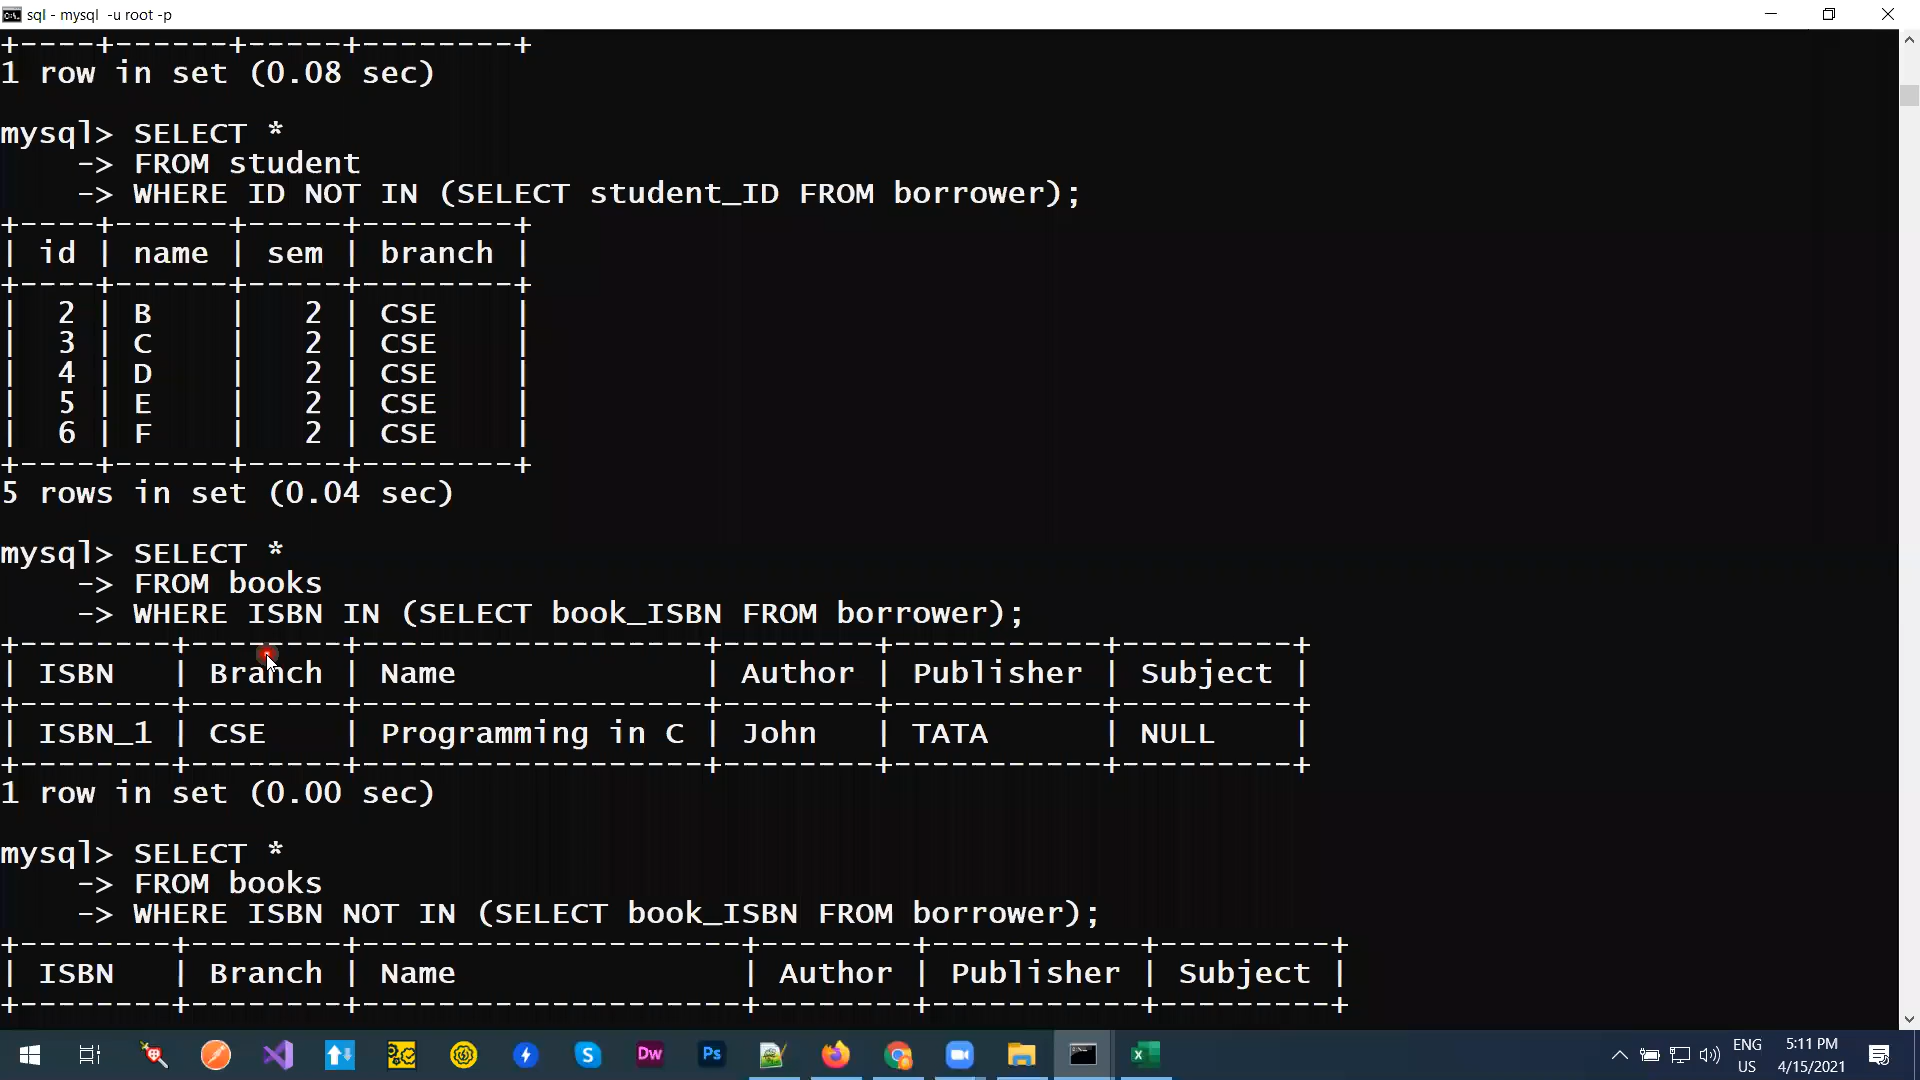 sql - mysql  -u root -p
+----+------+-----+--------+
1 row in set (0.08 sec)
mysql> SELECT *
    -> FROM student
    -> WHERE ID NOT IN (SELECT student_ID FROM borrower);
+----+------+-----+--------+
| id | name | sem | branch |
+----+------+-----+--------+
|  2 | B    |   2 | CSE    |
|  3 | C    |   2 | CSE    |
|  4 | D    |   2 | CSE    |
|  5 | E    |   2 | CSE    |
|  6 | F    |   2 | CSE    |
+----+------+-----+--------+
5 rows in set (0.04 sec)
mysql> SELECT *
    -> FROM books
    -> WHERE ISBN IN (SELECT book_ISBN FROM borrower);
+--------+--------+------------------+--------+-----------+---------+
| ISBN   | Branch | Name             | Author | Publisher | Subject |
+--------+--------+------------------+--------+-----------+---------+
| ISBN_1 | CSE    | Programming in C | John   | TATA      | NULL    |
+--------+--------+------------------+--------+-----------+---------+
1 row in set (0.00 sec)
mysql> SELECT *
    -> FROM books
    -> WHERE ISBN NOT IN (SELECT book_ISBN FROM borrower);
+--------+--------+--------------------+--------+-----------+---------+
| ISBN   | Branch | Name               | Author | Publisher | Subject |
+--------+--------+--------------------+--------+-----------+---------+
Dw
Ps
ENG
US
5:11 PM
4/15/2021